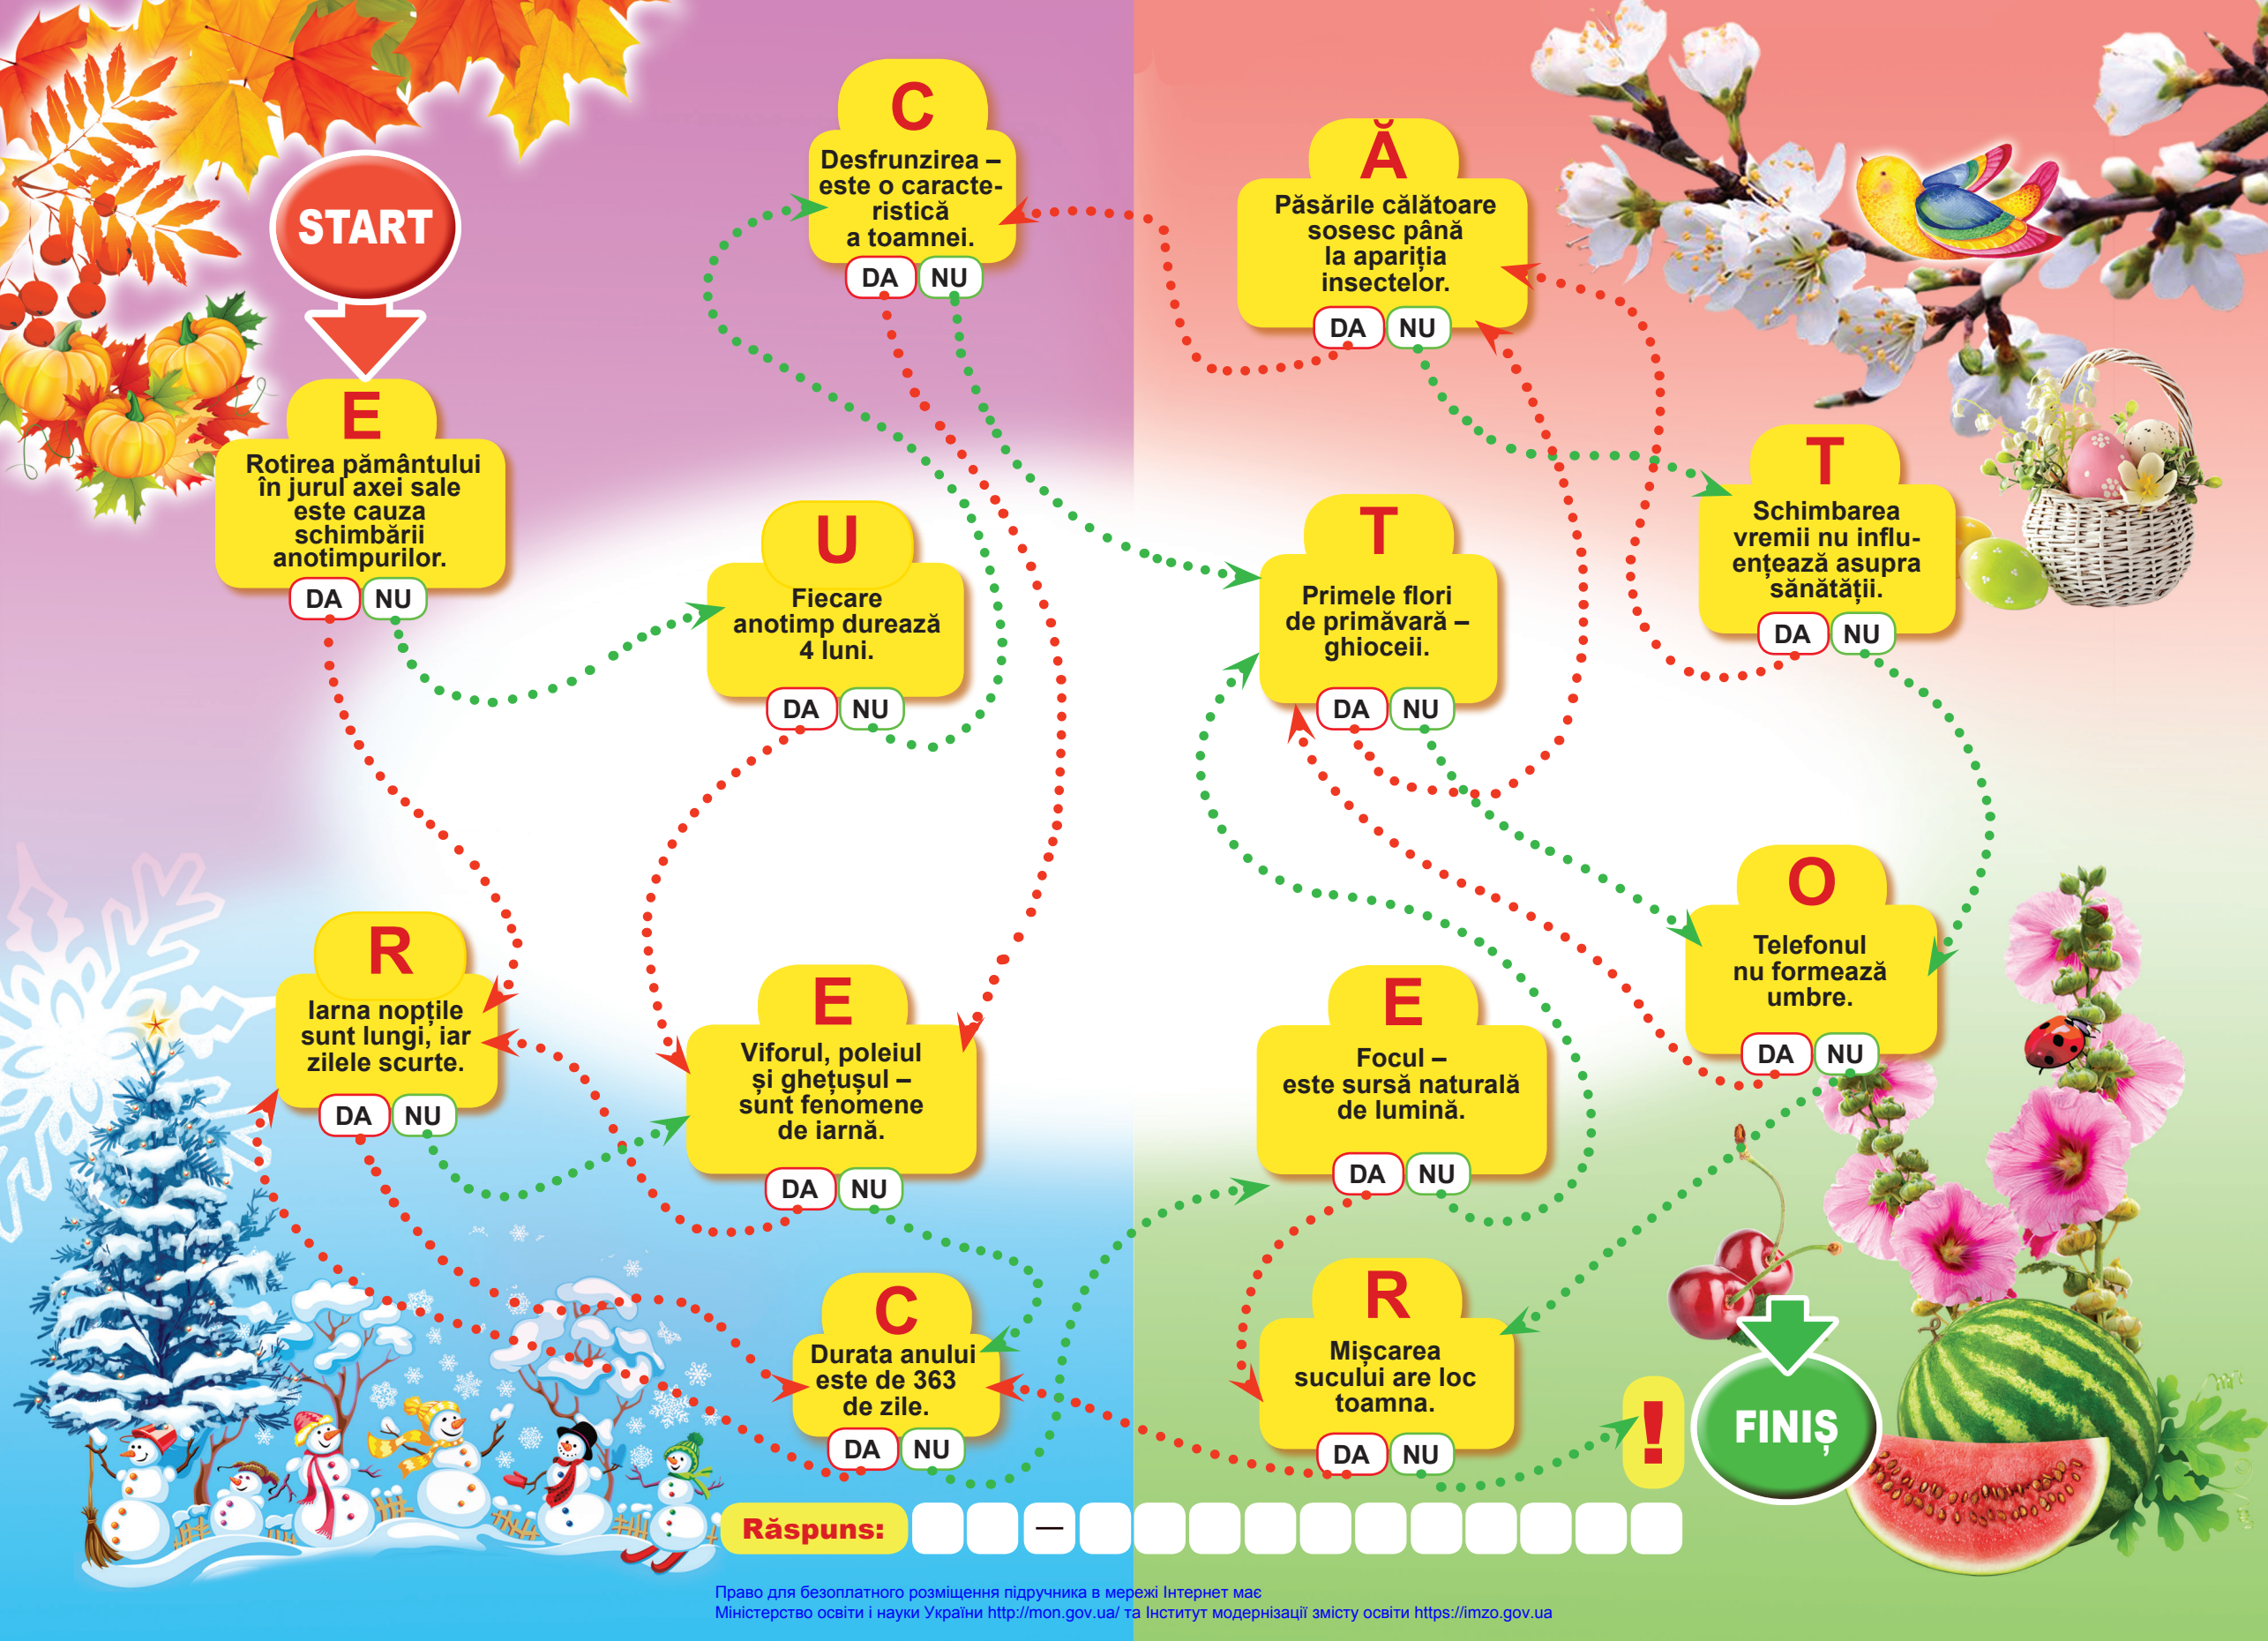 START
E
Rotirea pământului
în jurul axei sale
este cauza
schimbării
anotimpurilor.
DA NU
C
Desfrunzirea –
este o caracte-
ristică
a toamnei.
DA NU
Ă
Păsările călătoare
sosesc până
la apariția
insectelor.
DA NU
U
Fiecare
anotimp durează
4 luni.
DA NU
T
Primele flori
de primăvară –
ghioceii.
DA NU
T
Schimbarea
vremii nu influ-
ențează asupra
sănătății.
DA NU
R
Iarna nopțile
sunt lungi, iar
zilele scurte.
DA NU
E
Viforul, poleiul
și ghețușul –
sunt fenomene
de iarnă.
DA NU
E
Focul –
este sursă naturală
de lumină.
DA NU
O
Telefonul
nu formează
umbre.
DA NU
C
Durata anului
este de 363
de zile.
DA NU
R
Mișcarea
sucului are loc
toamna.
DA NU
!
FINIȘ
Răspuns: —
Право для безоплатного розміщення підручника в мережі Інтернет має
Міністерство освіти і науки України http://mon.gov.ua/ та Інститут модернізації змісту освіти https://imzo.gov.ua